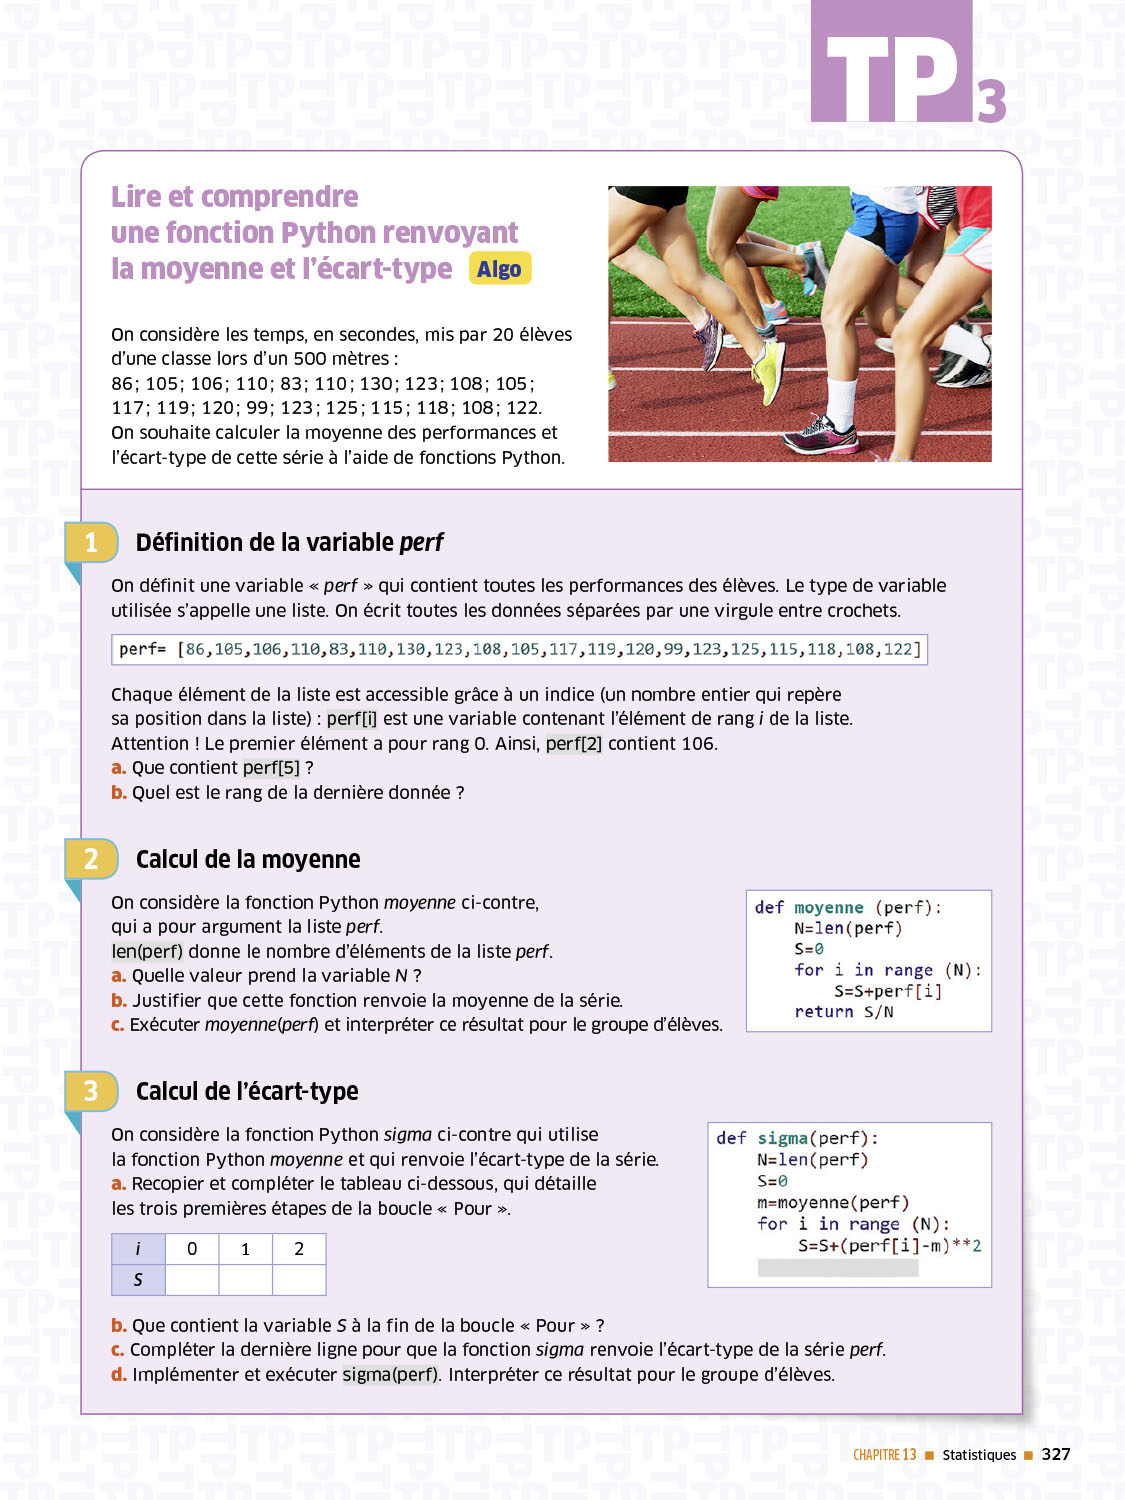 TP 3
Lire et comprendre
une fonction Python renvoyant
la moyenne et l'écart-type Algo
On considère les temps, en secondes, mis par 20 élèves
d'une classe lors d'un 500 mètres :
86 ; 105 ; 106 ; 110 ; 83 ; 110 ; 130 ; 123 ; 108 ; 105 ;
117 ; 119 ; 120 ; 99 ; 123 ; 125 ; 115 ; 118 ; 108 ; 122.
On souhaite calculer la moyenne des performances et
l'écart-type de cette série à l'aide de fonctions Python.
1 Définition de la variable perf
On définit une variable « perf » qui contient toutes les performances des élèves. Le type de variable
utilisée s'appelle une liste. On écrit toutes les données séparées par une virgule entre crochets.
perf= [86,105,106,110,83,110,130,123,108,105,117,119,120,99,123,125,115,118,108,122]
Chaque élément de la liste est accessible grâce à un indice (un nombre entier qui repère
sa position dans la liste) : perf[i] est une variable contenant l'élément de rang i de la liste.
Attention ! Le premier élément a pour rang 0. Ainsi, perf[2] contient 106.
a. Que contient perf[5] ?
b. Quel est le rang de la dernière donnée ?
2 Calcul de la moyenne
On considère la fonction Python moyenne ci-contre,
qui a pour argument la liste perf.
len(perf) donne le nombre d'éléments de la liste perf.
a. Quelle valeur prend la variable N ?
b. Justifier que cette fonction renvoie la moyenne de la série.
c. Exécuter moyenne(perf) et interpréter ce résultat pour le groupe d'élèves.
def moyenne (perf):
N=len(perf)
S=0
for i in range (N):
S=S+perf[i]
return S/N
3 Calcul de l'écart-type
On considère la fonction Python sigma ci-contre qui utilise
la fonction Python moyenne et qui renvoie l'écart-type de la série.
a. Recopier et compléter le tableau ci-dessous, qui détaille
les trois premières étapes de la boucle « Pour ».
i 0 1 2
S
def sigma(perf):
N=len(perf)
S=0
m=moyenne(perf)
for i in range (N):
S=S+(perf[i]-m)**2
b. Que contient la variable S à la fin de la boucle « Pour » ?
c. Compléter la dernière ligne pour que la fonction sigma renvoie l'écart-type de la série perf.
d. Implémenter et exécuter sigma(perf). Interpréter ce résultat pour le groupe d'élèves.
CHAPITRE 13 ■ Statistiques ■ 327